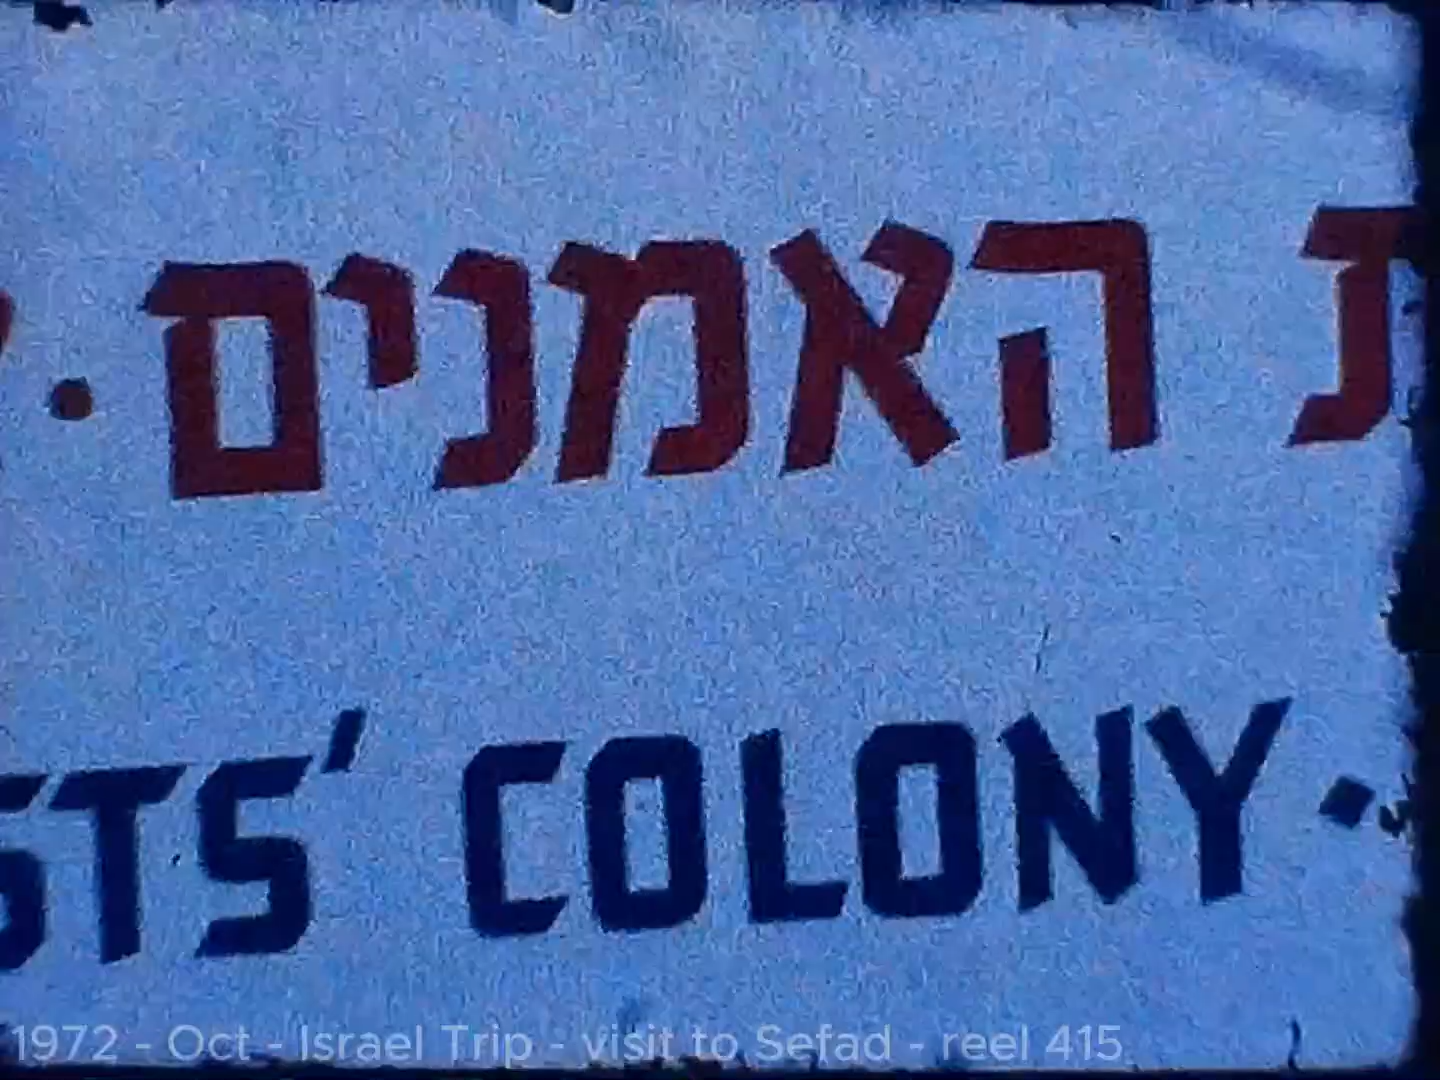 האמנים •
STS' COLONY •
1972 - Oct - Israel Trip - visit to Sefad - reel 415